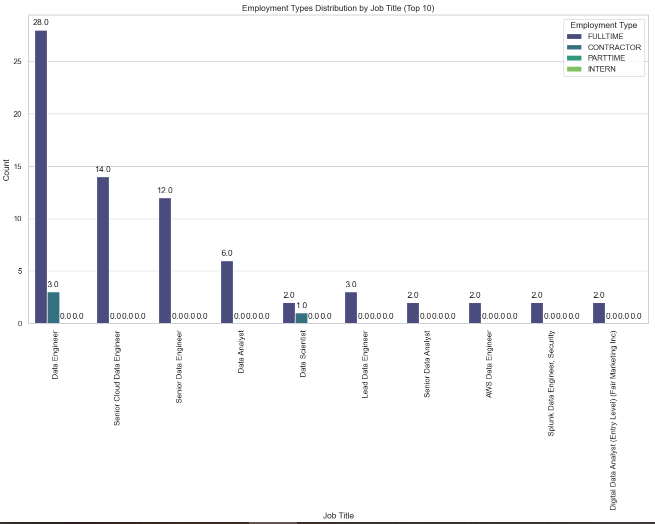 Employment Types Distribution by Job Title (Top 10)
Employment Type
FULLTIME
CONTRACTOR
PARTTIME
INTERN
Count
25
20
15
10
5
0
28.0
3.0
0.0 0.0
14.0
0.0 0.0 0.0
12.0
0.0 0.0 0.0
6.0
0.0 0.0 0.0
2.0
1.0
0.0 0.0
3.0
0.0 0.0 0.0
2.0
0.0 0.0 0.0
2.0
0.0 0.0 0.0
2.0
0.0 0.0 0.0
2.0
0.0 0.0 0.0
Data Engineer
Senior Cloud Data Engineer
Senior Data Engineer
Data Analyst
Data Scientist
Lead Data Engineer
Senior Data Analyst
AWS Data Engineer
Splunk Data Engineer, Security
Digital Data Analyst (Entry Level) (Fair Marketing Inc)
Job Title